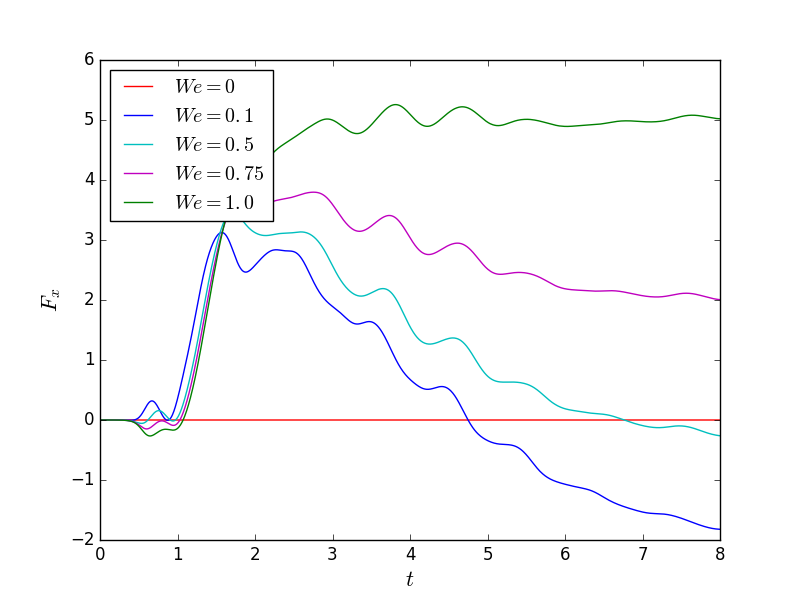 6
5
4
3
2
1
0
−1
−2
F_x
We = 0
We = 0.1
We = 0.5
We = 0.75
We = 1.0
0 1 2 3 4 5 6 7 8
t